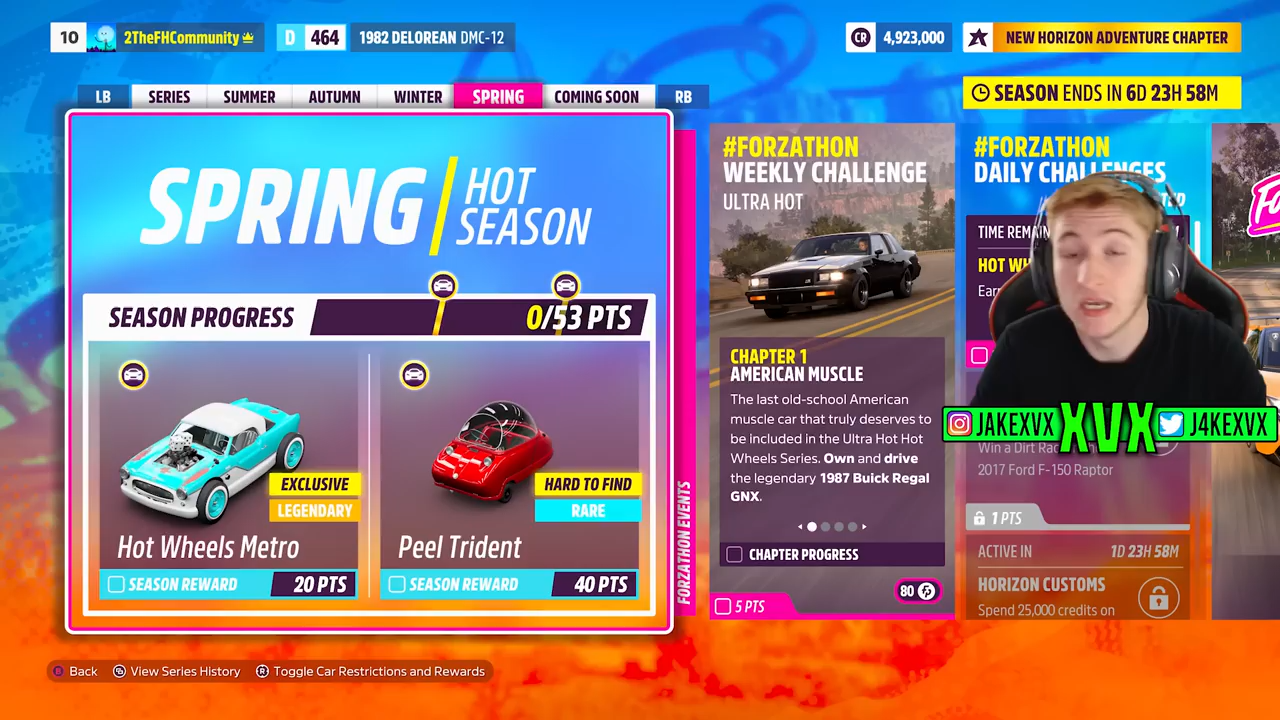 10
2TheFHCommunity
D 464
1982 DELOREAN DMC-12
CR 4,923,000
NEW HORIZON ADVENTURE CHAPTER
LB SERIES SUMMER AUTUMN WINTER SPRING COMING SOON RB
SEASON ENDS IN 6D 23H 58M
SPRING / HOT
SEASON
SEASON PROGRESS
0/53 PTS
EXCLUSIVE
LEGENDARY
Hot Wheels Metro
SEASON REWARD 20 PTS
HARD TO FIND
RARE
Peel Trident
SEASON REWARD 40 PTS
FORZATHON EVENTS
#FORZATHON
WEEKLY CHALLENGE
ULTRA HOT
CHAPTER 1
AMERICAN MUSCLE
The last old-school American
muscle car that truly deserves to
be included in the Ultra Hot Hot
Wheels Series. Own and drive
the legendary 1987 Buick Regal
GNX.
CHAPTER PROGRESS
80
5 PTS
#FORZATHON
DAILY CHALLENGES
TIME REMAIN
HOT WH
Earn
JAKEXVX
XVX
J4KEXVX
Win a Dirt Rac
2017 Ford F-150 Raptor
1 PTS
ACTIVE IN 1D 23H 58M
HORIZON CUSTOMS
Spend 25,000 credits on
Back
View Series History
R Toggle Car Restrictions and Rewards